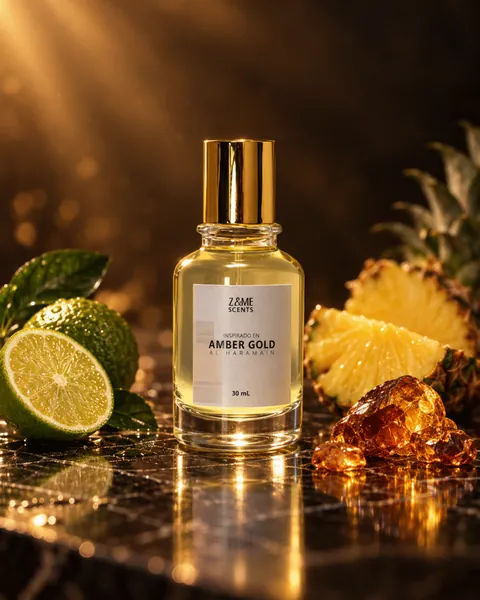 Z&ME
SCENTS
INSPIRADO EN
AMBER GOLD
AL HARAMAIN
30 mL